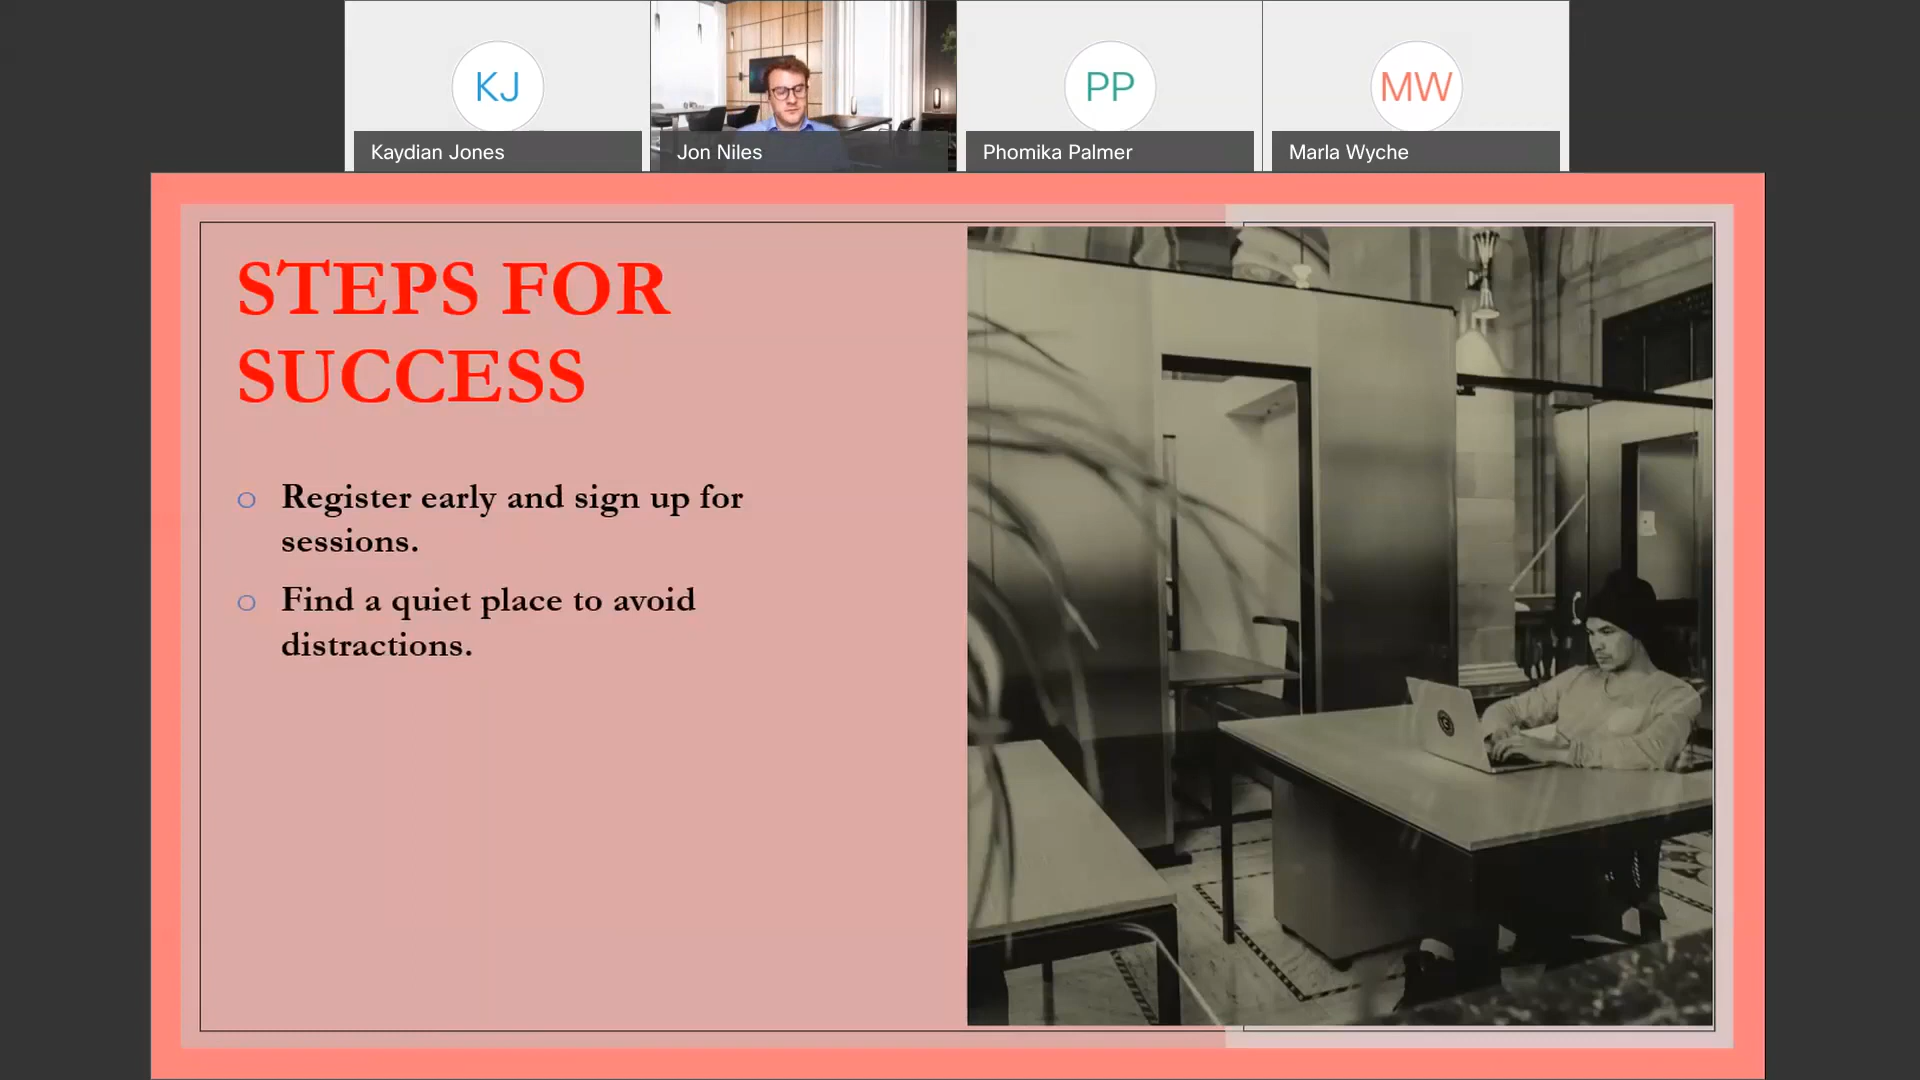 KJ
PP
MW
Kaydian Jones
Jon Niles
Phomika Palmer
Marla Wyche
STEPS FOR
SUCCESS
Register early and sign up for
sessions.
Find a quiet place to avoid
distractions.